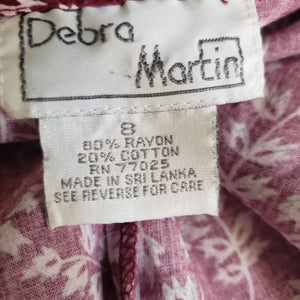 Debra
Martin
8
80% RAYON
20% COTTON
RN 77025
MADE IN SRI LANKA
SEE REVERSE FOR CARE